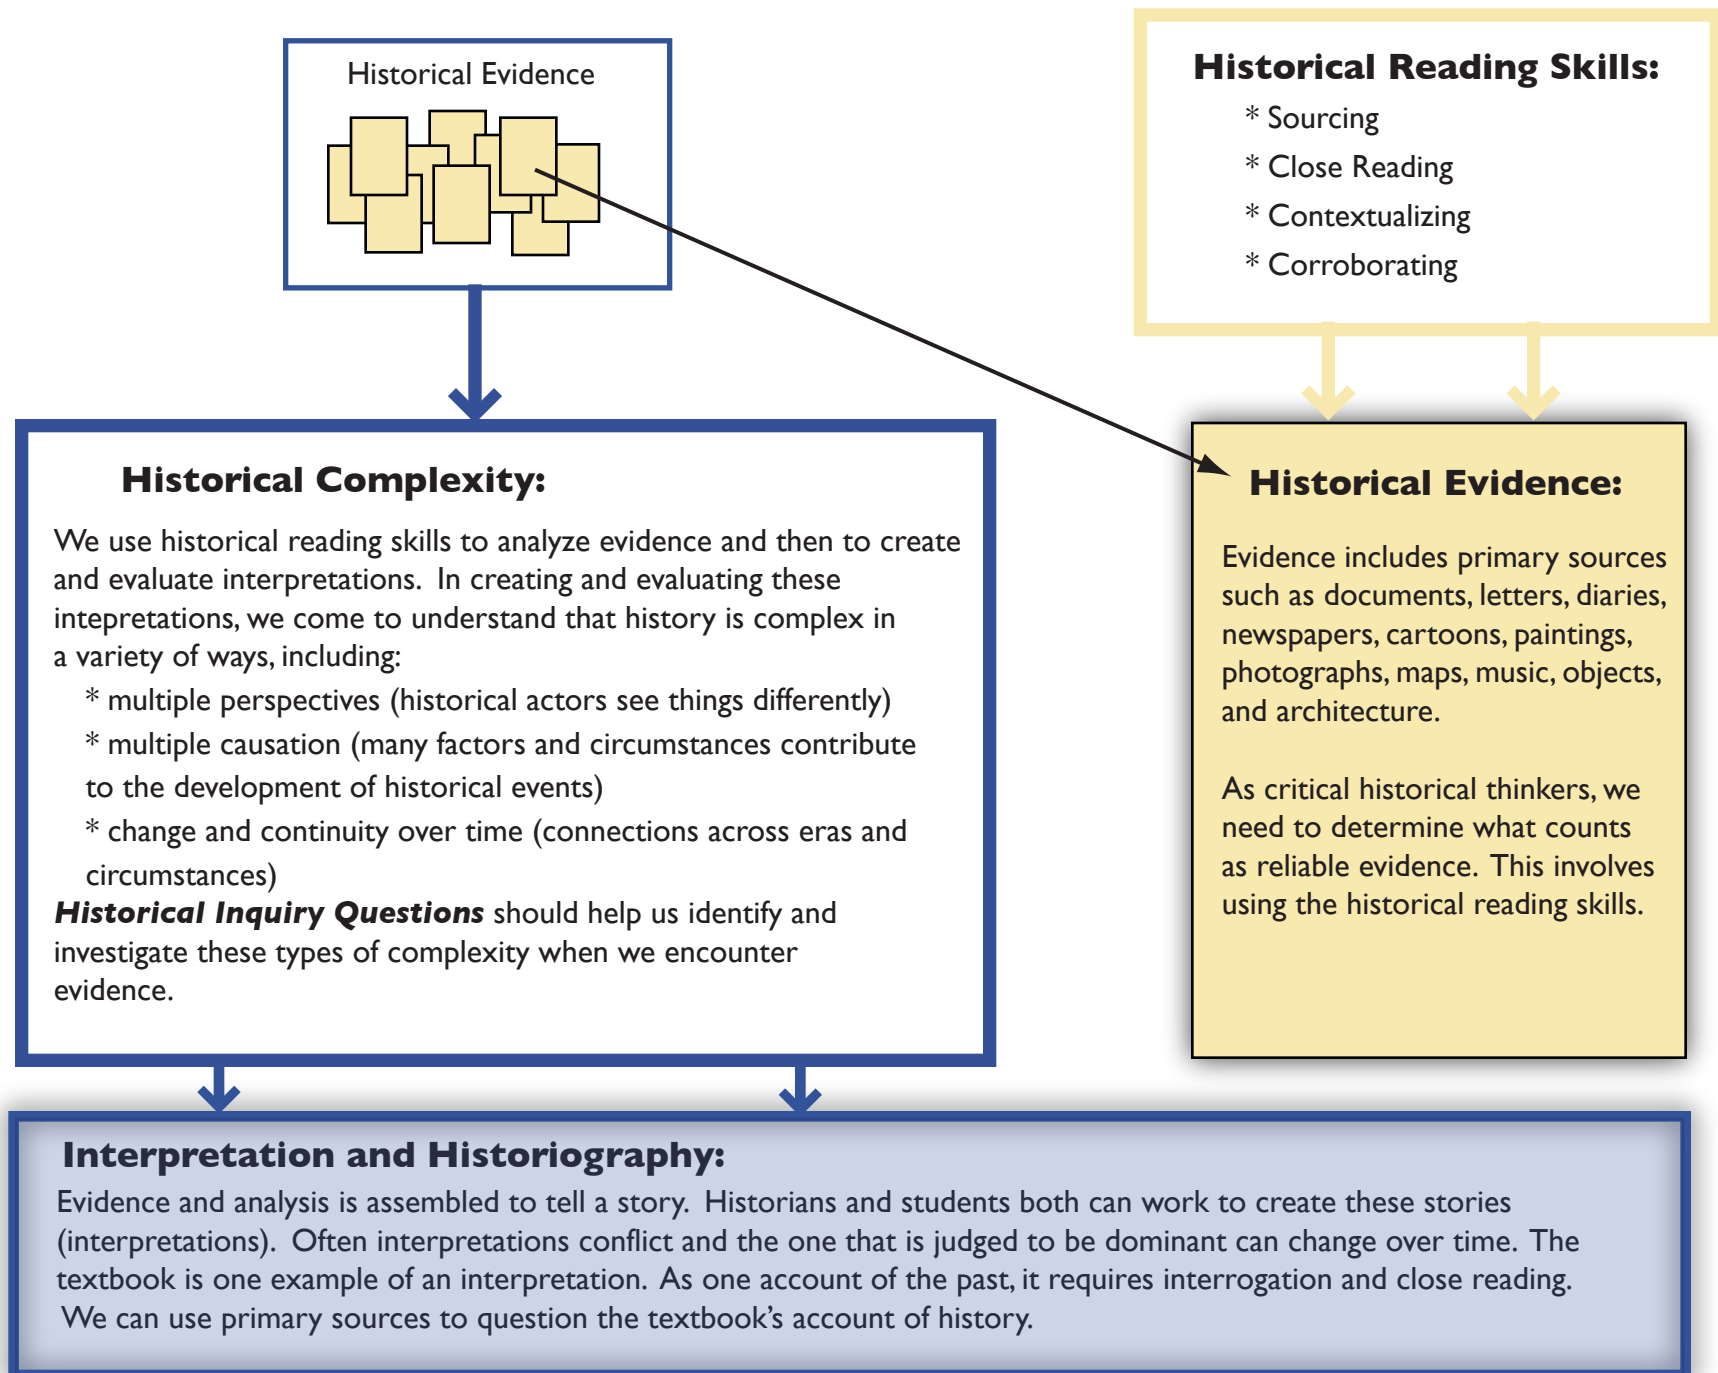 Historical Evidence
Historical Reading Skills:
* Sourcing
* Close Reading
* Contextualizing
* Corroborating
Historical Complexity:
We use historical reading skills to analyze evidence and then to create
and evaluate interpretations. In creating and evaluating these
intepretations, we come to understand that history is complex in
a variety of ways, including:
* multiple perspectives (historical actors see things differently)
* multiple causation (many factors and circumstances contribute
to the development of historical events)
* change and continuity over time (connections across eras and
circumstances)
Historical Inquiry Questions should help us identify and
investigate these types of complexity when we encounter
evidence.
Historical Evidence:
Evidence includes primary sources
such as documents, letters, diaries,
newspapers, cartoons, paintings,
photographs, maps, music, objects,
and architecture.
As critical historical thinkers, we
need to determine what counts
as reliable evidence. This involves
using the historical reading skills.
Interpretation and Historiography:
Evidence and analysis is assembled to tell a story. Historians and students both can work to create these stories
(interpretations). Often interpretations conflict and the one that is judged to be dominant can change over time. The
textbook is one example of an interpretation. As one account of the past, it requires interrogation and close reading.
We can use primary sources to question the textbook's account of history.